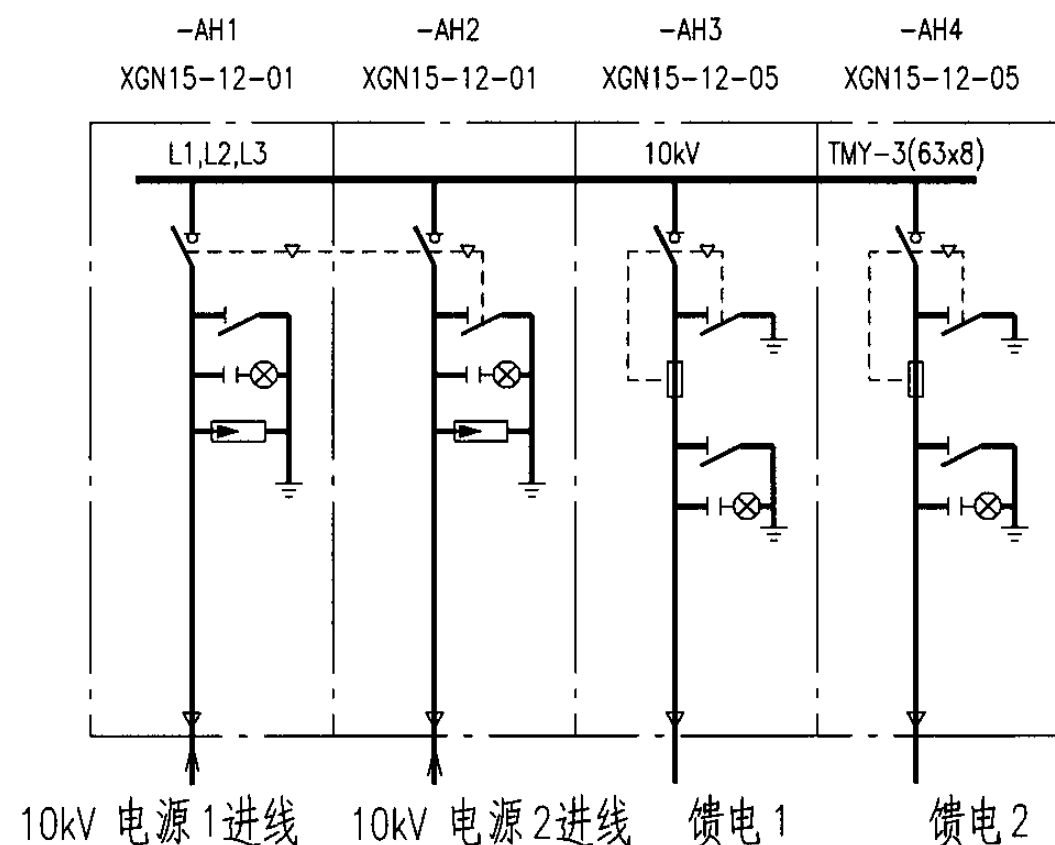 -AH1 -AH2 -AH3 -AH4
XGN15-12-01 XGN15-12-01 XGN15-12-05 XGN15-12-05
L1,L2,L3 10kV TMY-3(63x8)
10kV 电源1进线 10kV 电源2进线 馈电1 馈电2